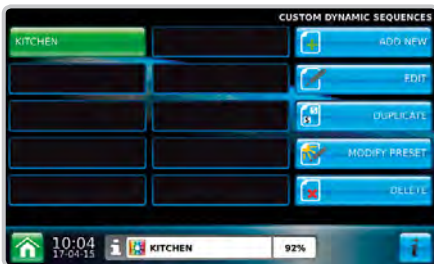 CUSTOM DYNAMIC SEQUENCES
KITCHEN
ADD NEW
EDIT
DUPLICATE
MODIFY PRESET
DELETE
10:04
17-04-15
i
KITCHEN
92%
i